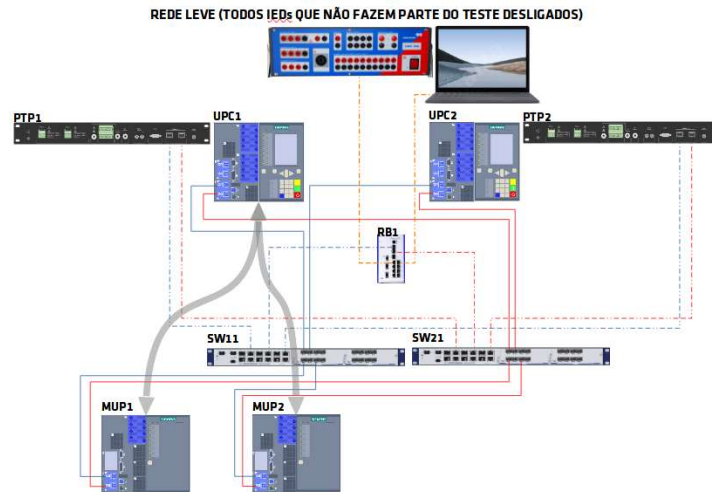 REDE LEVE (TODOS IEDs QUE NÃO FAZEM PARTE DO TESTE DESLIGADOS)
PTP1
UPC1
UPC2
PTP2
RB1
SW11
SW21
MUP1
MUP2